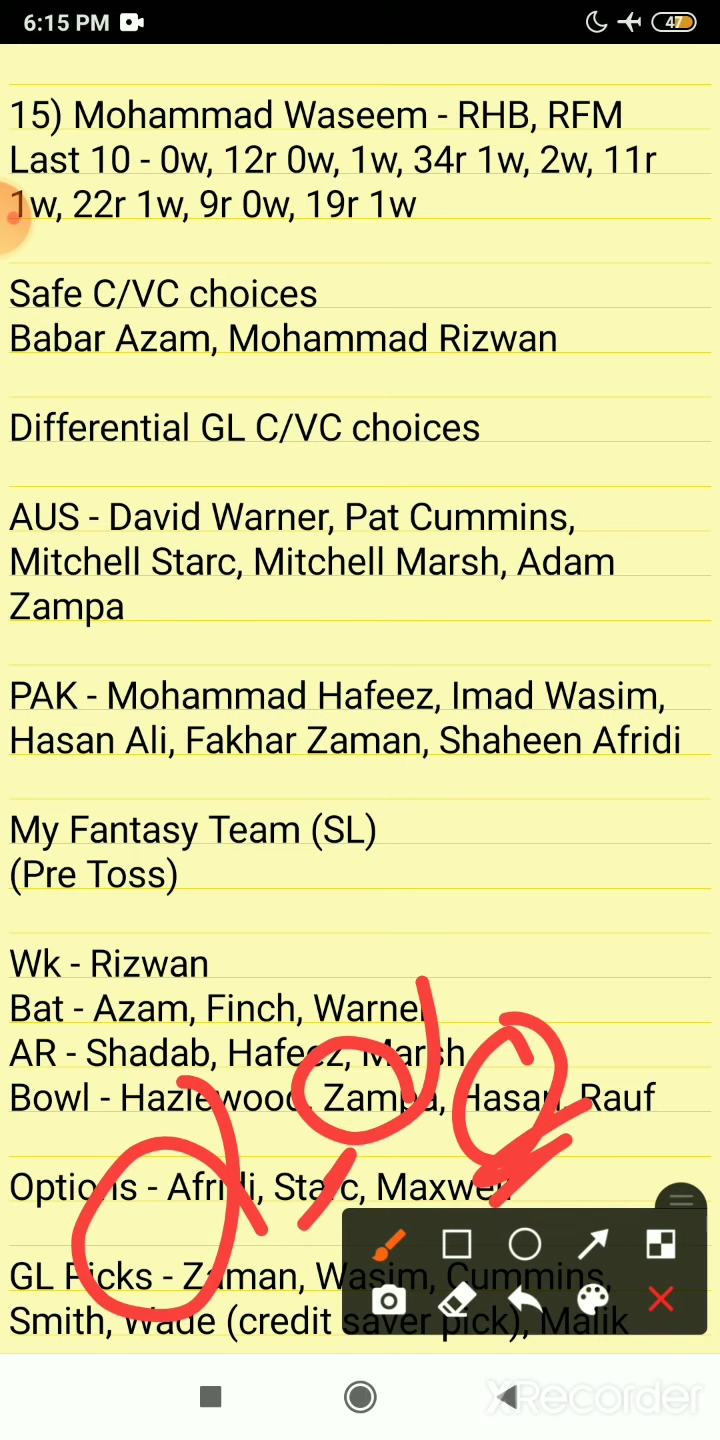 6:15 PM
47
15) Mohammad Waseem - RHB, RFM
Last 10 - 0w, 12r 0w, 1w, 34r 1w, 2w, 11r
1w, 22r 1w, 9r 0w, 19r 1w
Safe C/VC choices
Babar Azam, Mohammad Rizwan
Differential GL C/VC choices
AUS - David Warner, Pat Cummins,
Mitchell Starc, Mitchell Marsh, Adam
Zampa
PAK - Mohammad Hafeez, Imad Wasim,
Hasan Ali, Fakhar Zaman, Shaheen Afridi
My Fantasy Team (SL)
(Pre Toss)
Wk - Rizwan
Bat - Azam, Finch, Warner
AR - Shadab, Hafeez, Marsh
Bowl - Hazlewood, Zampa, Hasan, Rauf
Options - Afridi, Starc, Maxwell
GL Picks - Zaman, Wasim, Cummins,
Smith, Wade (credit saver pick), Malik
XRecorder